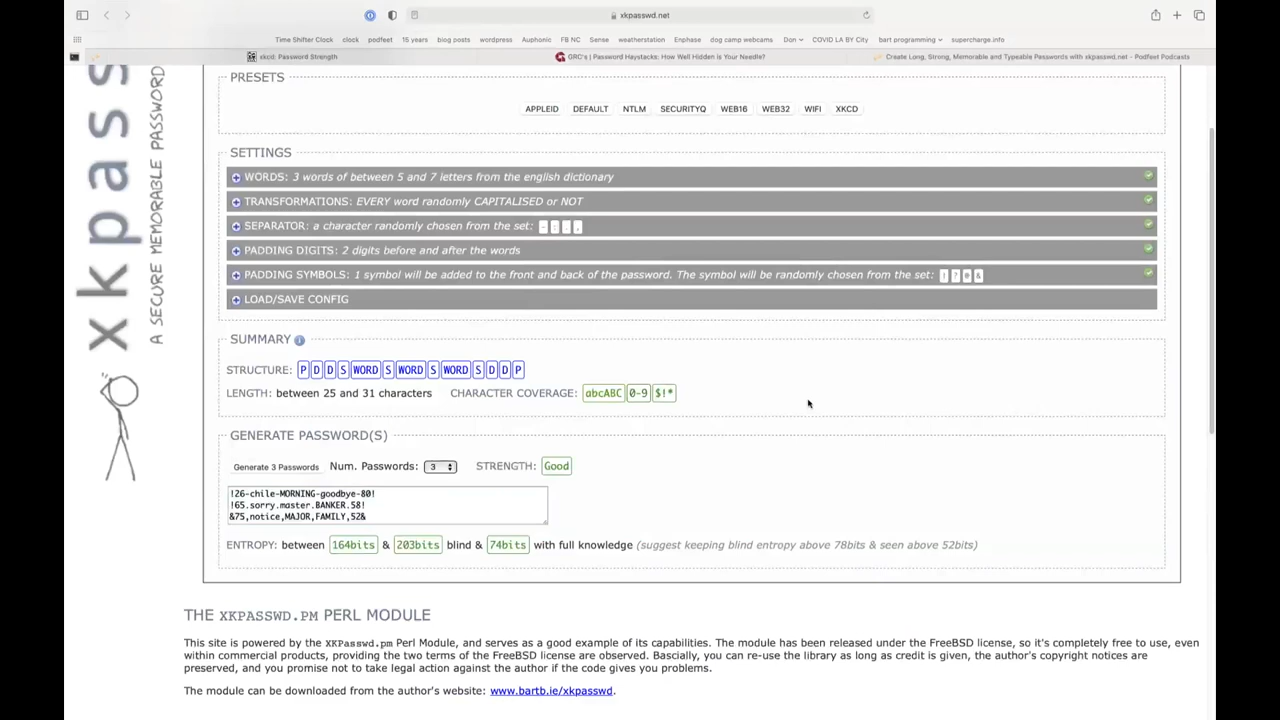 xkpasswd.net
Time Shifter Clock clock podfeet 15 years blog posts wordpress Auphonic FB NC Sense weatherstation Enphase dog camp webcams Don COVID LA BY City bart programming supercharge.info
xkcd: Password Strength GRC's | Password Haystacks: How Well Hidden is Your Needle? Create Long, Strong, Memorable and Typeable Passwords with xkpasswd.net - Podfeet Podcasts
xkpass
A SECURE MEMORABLE PASSWORD
PRESETS
APPLEID DEFAULT NTLM SECURITYQ WEB16 WEB32 WIFI XKCD
SETTINGS
WORDS: 3 words of between 5 and 7 letters from the english dictionary
TRANSFORMATIONS: EVERY word randomly CAPITALISED or NOT
SEPARATOR: a character randomly chosen from the set: - : . ,
PADDING DIGITS: 2 digits before and after the words
PADDING SYMBOLS: 1 symbol will be added to the front and back of the password. The symbol will be randomly chosen from the set: ! ? @ &
LOAD/SAVE CONFIG
SUMMARY
STRUCTURE: P D D S WORD S WORD S WORD S D D P
LENGTH: between 25 and 31 characters CHARACTER COVERAGE: abcABC 0-9 $!*
GENERATE PASSWORD(S)
Generate 3 Passwords Num. Passwords: 3 STRENGTH: Good
!26-chile-MORNING-goodbye-80!
!65.sorry.master.BANKER.58!
&75,notice,MAJOR,FAMILY,52&
ENTROPY: between 164bits & 203bits blind & 74bits with full knowledge (suggest keeping blind entropy above 78bits & seen above 52bits)
THE XKPASSWD.PM PERL MODULE
This site is powered by the XKPasswd.pm Perl Module, and serves as a good example of its capabilities. The module has been released under the FreeBSD license, so it's completely free to use, even
within commercial products, providing the two terms of the FreeBSD license are observed. Bascially, you can re-use the library as long as credit is given, the author's copyright notices are
preserved, and you promise not to take legal action against the author if the code gives you problems.
The module can be downloaded from the author's website: www.bartb.ie/xkpasswd.